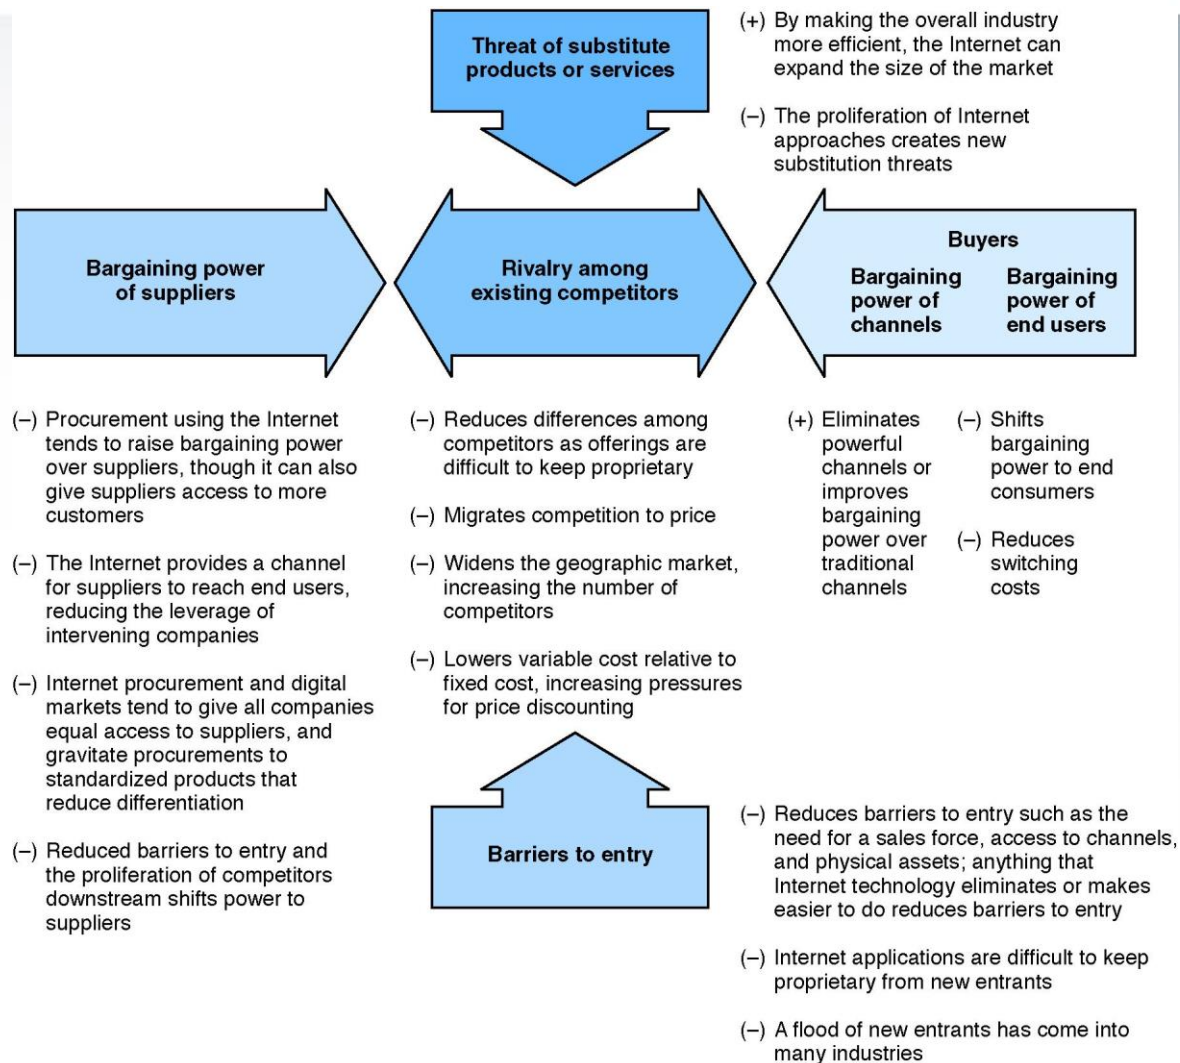 Threat of substitute
products or services
(+) By making the overall industry
more efficient, the Internet can
expand the size of the market
(–) The proliferation of Internet
approaches creates new
substitution threats
Bargaining power
of suppliers
Rivalry among
existing competitors
Buyers
Bargaining
power of
channels
Bargaining
power of
end users
(–) Procurement using the Internet
tends to raise bargaining power
over suppliers, though it can also
give suppliers access to more
customers
(–) The Internet provides a channel
for suppliers to reach end users,
reducing the leverage of
intervening companies
(–) Internet procurement and digital
markets tend to give all companies
equal access to suppliers, and
gravitate procurements to
standardized products that
reduce differentiation
(–) Reduced barriers to entry and
the proliferation of competitors
downstream shifts power to
suppliers
(–) Reduces differences among
competitors as offerings are
difficult to keep proprietary
(–) Migrates competition to price
(–) Widens the geographic market,
increasing the number of
competitors
(–) Lowers variable cost relative to
fixed cost, increasing pressures
for price discounting
(+) Eliminates
powerful
channels or
improves
bargaining
power over
traditional
channels
(–) Shifts
bargaining
power to end
consumers
(–) Reduces
switching
costs
Barriers to entry
(–) Reduces barriers to entry such as the
need for a sales force, access to channels,
and physical assets; anything that
Internet technology eliminates or makes
easier to do reduces barriers to entry
(–) Internet applications are difficult to keep
proprietary from new entrants
(–) A flood of new entrants has come into
many industries